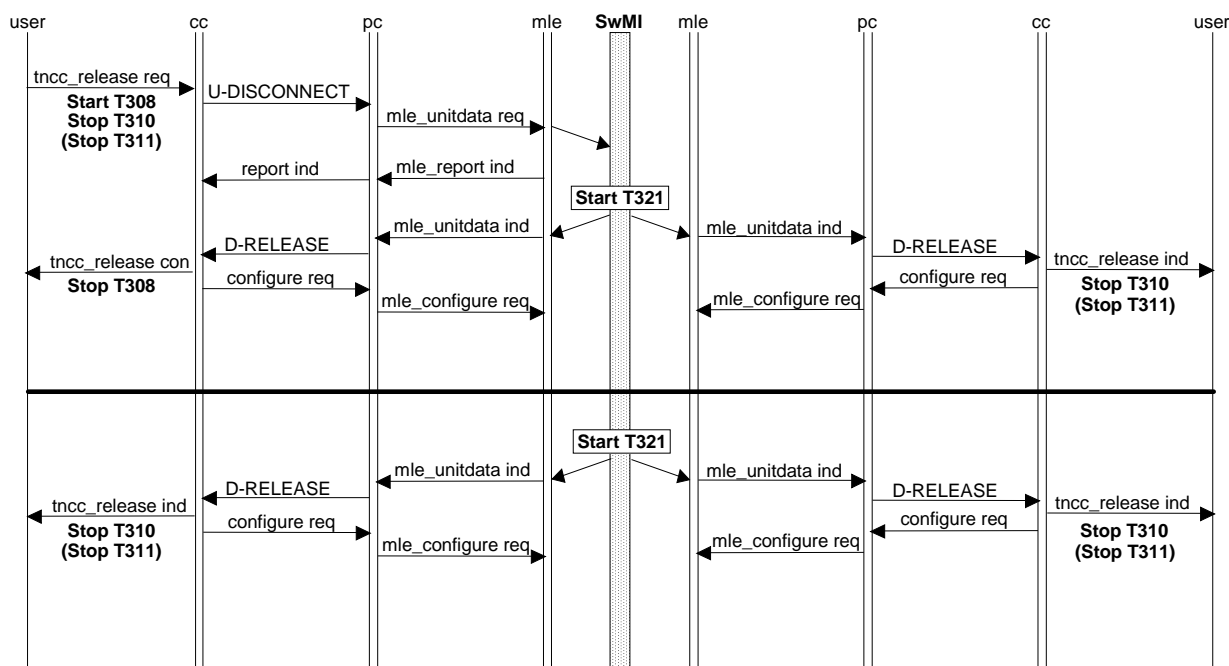 user cc pc mle SwMI mle pc cc user
tncc_release req
Start T308
Stop T310
(Stop T311)
U-DISCONNECT
mle_unitdata req
report ind
mle_report ind
Start T321
mle_unitdata ind
mle_unitdata ind
D-RELEASE
D-RELEASE
tncc_release con
Stop T308
tncc_release ind
Stop T310
(Stop T311)
configure req
configure req
mle_configure req
mle_configure req
Start T321
mle_unitdata ind
mle_unitdata ind
D-RELEASE
D-RELEASE
tncc_release ind
Stop T310
(Stop T311)
tncc_release ind
Stop T310
(Stop T311)
configure req
configure req
mle_configure req
mle_configure req